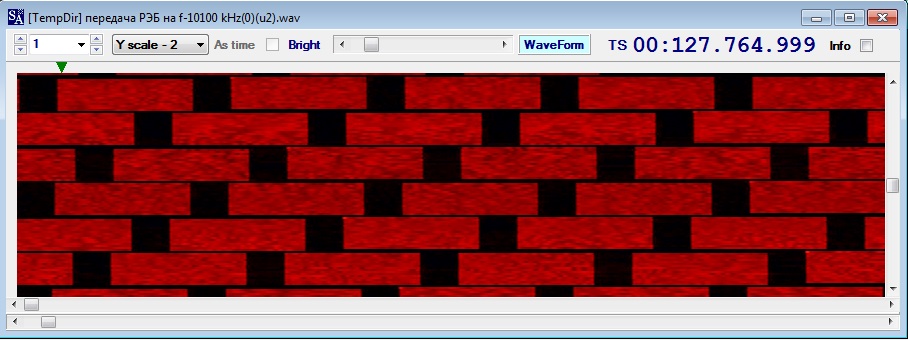 SA [TempDir] передача РЭБ на f-10100 kHz(0)(u2).wav
1 Y scale - 2 As time Bright WaveForm TS 00:127.764.999 Info